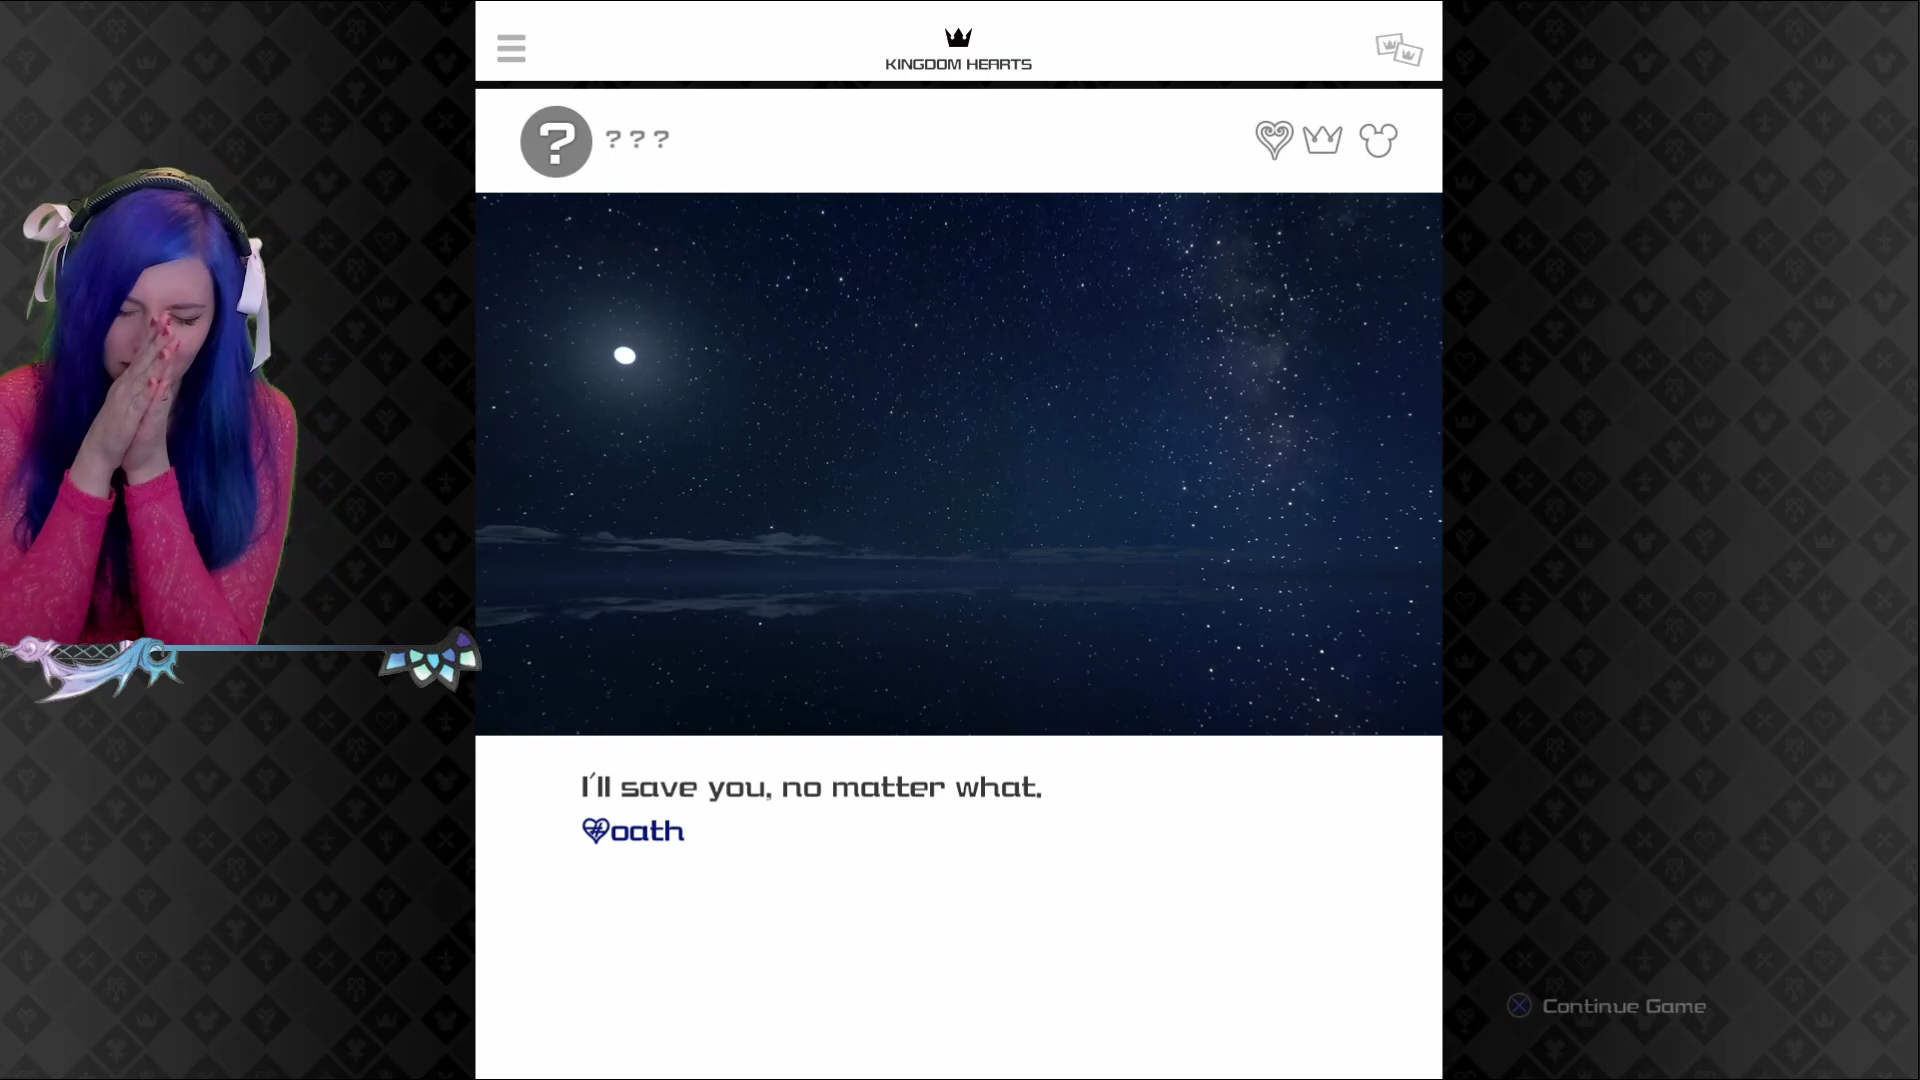 KINGDOM HEARTS
?
? ? ?
I'll save you, no matter what.
#oath
Continue Game